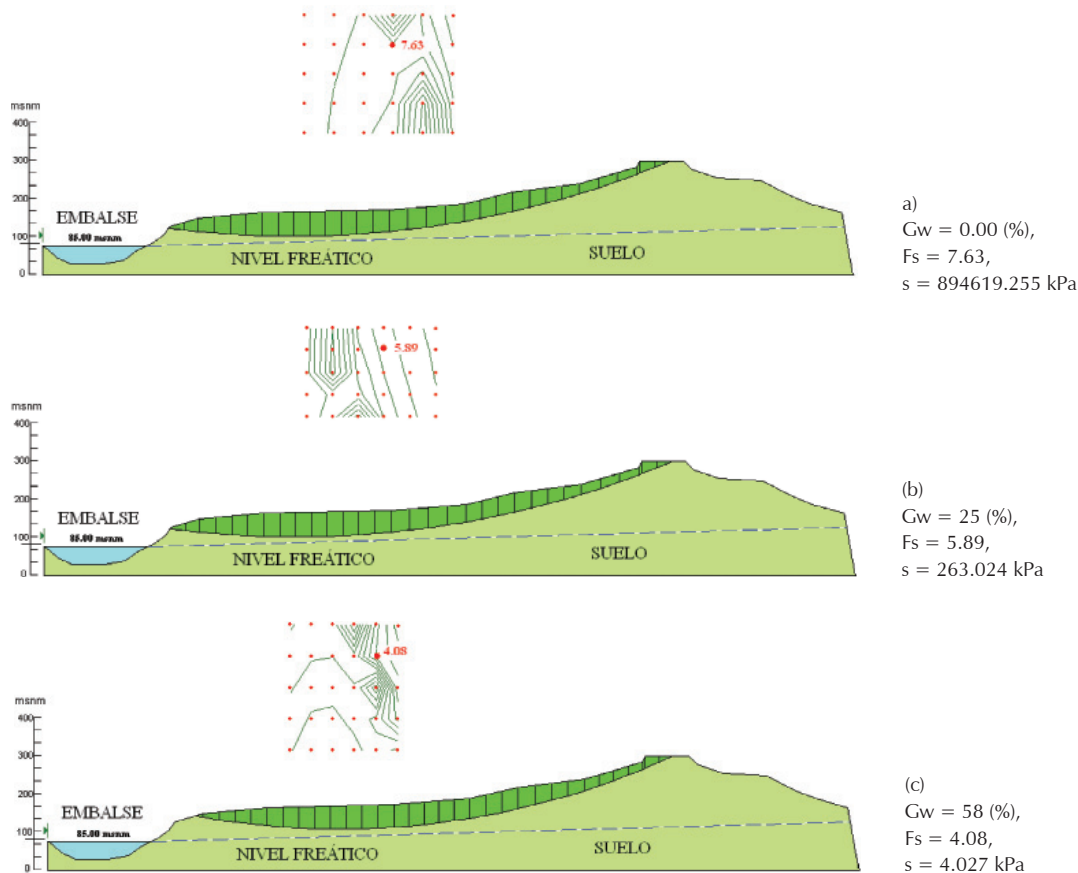 7.63
msnm
400
300
200
100
0
EMBALSE
85.00 msnm
NIVEL FREÁTICO
SUELO
a)
Gw = 0.00 (%),
Fs = 7.63,
s = 894619.255 kPa
5.89
msnm
400
300
200
100
0
EMBALSE
85.00 msnm
NIVEL FREÁTICO
SUELO
(b)
Gw = 25 (%),
Fs = 5.89,
s = 263.024 kPa
4.08
msnm
400
300
200
100
0
EMBALSE
85.00 msnm
NIVEL FREÁTICO
SUELO
(c)
Gw = 58 (%),
Fs = 4.08,
s = 4.027 kPa